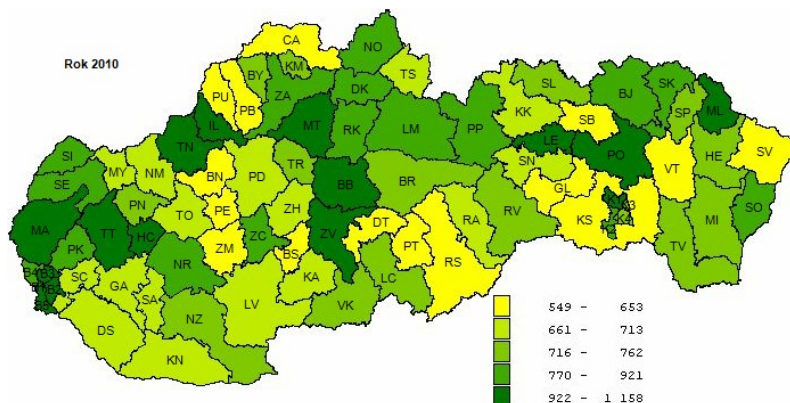 CA
NO
Rok 2010
KM
TS
BY
PU
PB
ZA
DK
SL
BJ
SK
KK
SP
ML
IL
MT
RK
LM
PP
SB
TN
LE
PO
HE
SV
SI
MY
NM
BN
PD
TR
SN
VT
SE
BB
BR
GL
PN
TO
PE
ZH
RA
RV
KS
SO
MA
TT
HC
ZC
ZV
DT
PT
MI
PK
NR
ZM
BS
RS
TV
SC
GA
SA
KA
LC
LV
VK
NZ
DS
KN
549 - 653
661 - 713
716 - 762
770 - 921
922 - 1 158